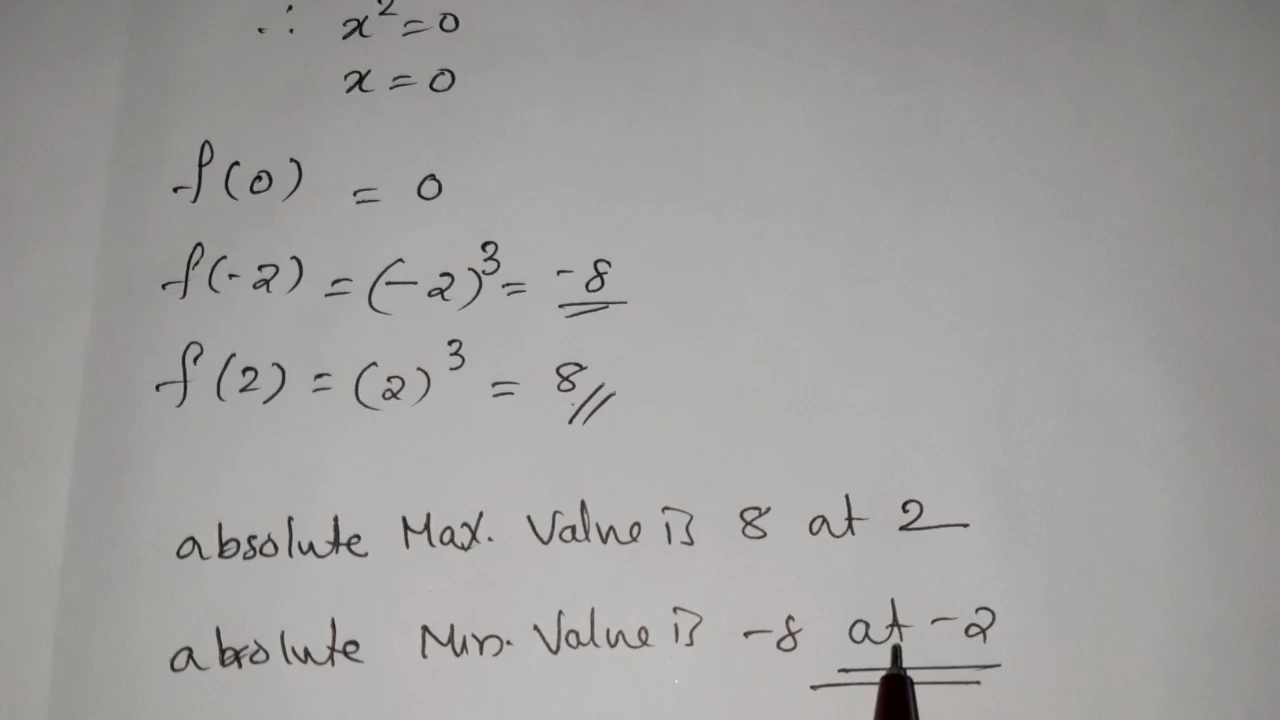 ∴ x²=0
x=0
f(0) = 0
f(-2) = (-2)³ = -8
f(2) = (2)³ = 8//
absolute Max. Value is 8 at 2
absolute Min. Value is -8 at -2